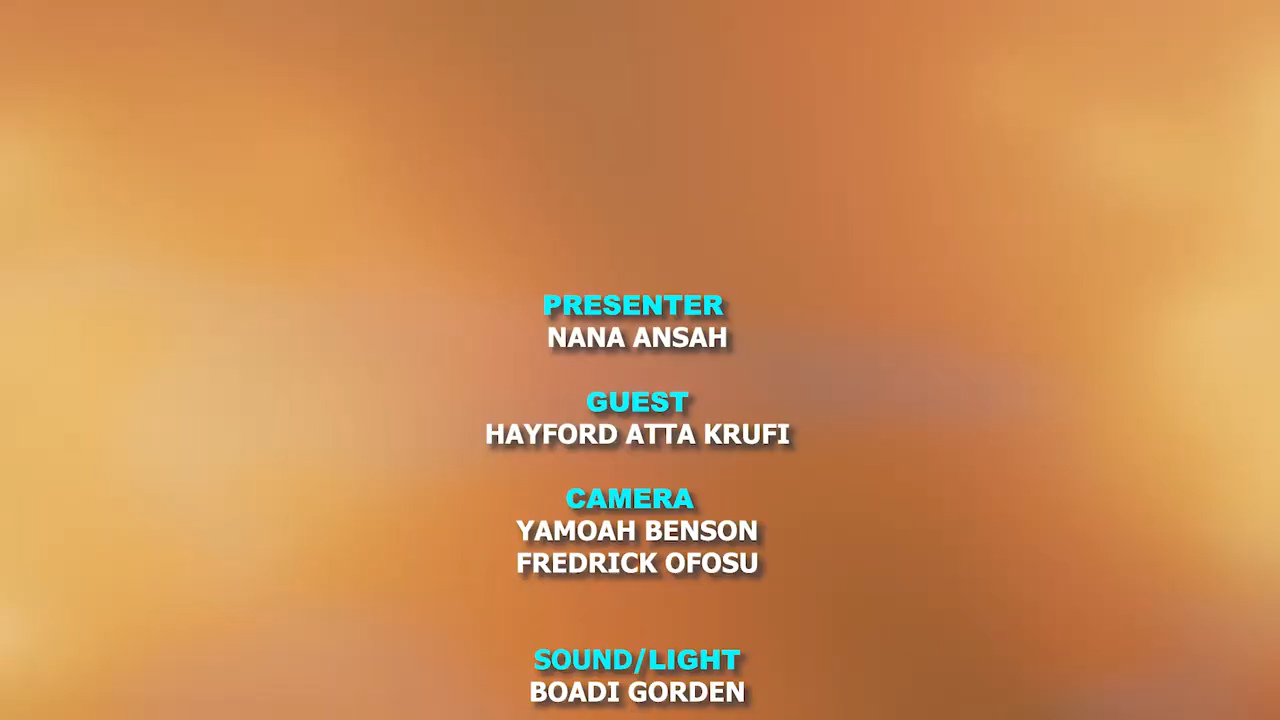 PRESENTER
NANA ANSAH
GUEST
HAYFORD ATTA KRUFI
CAMERA
YAMOAH BENSON
FREDRICK OFOSU
SOUND/LIGHT
BOADI GORDEN